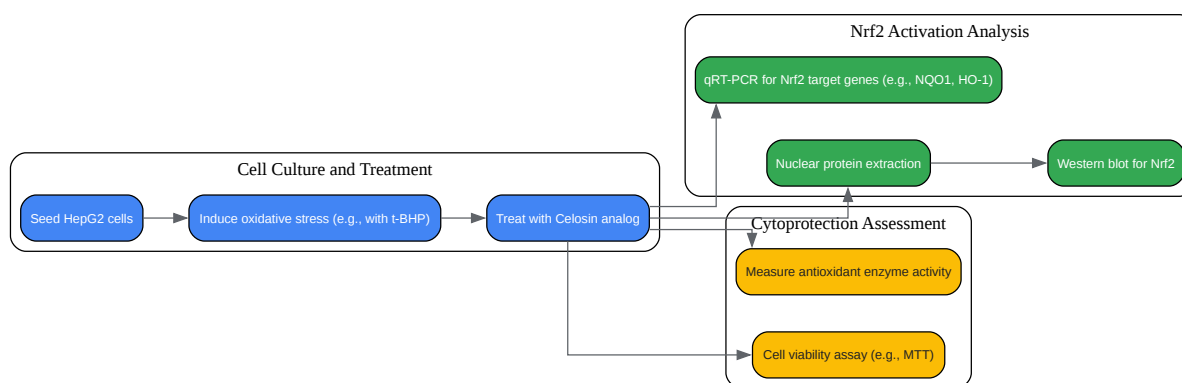 Nrf2 Activation Analysis
qRT-PCR for Nrf2 target genes (e.g., NQO1, HO-1)
Nuclear protein extraction
Western blot for Nrf2
Cell Culture and Treatment
Seed HepG2 cells
Induce oxidative stress (e.g., with t-BHP)
Treat with Celosin analog
Cytoprotection Assessment
Measure antioxidant enzyme activity
Cell viability assay (e.g., MTT)